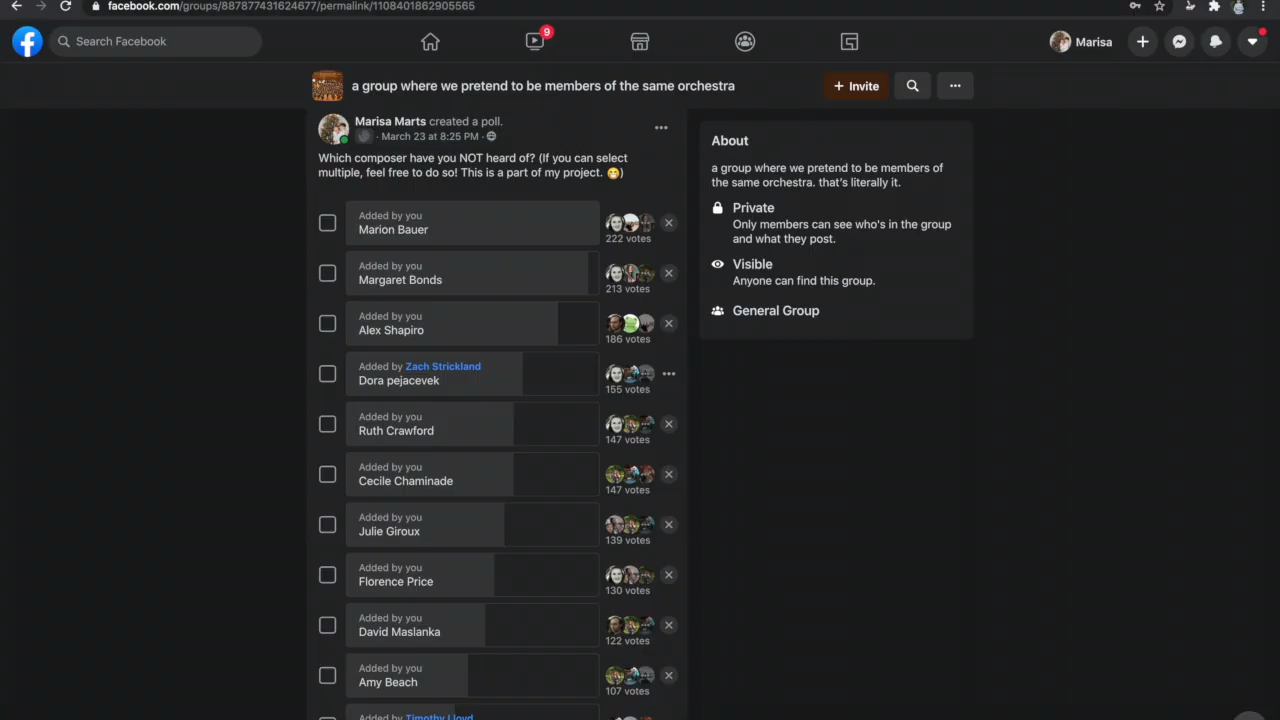 facebook.com/groups/887877431624677/permalink/1108401862905565
Search Facebook
9
Marisa
a group where we pretend to be members of the same orchestra
+ Invite
Marisa Marts created a poll.
· March 23 at 8:25 PM ·
Which composer have you NOT heard of? (If you can select
multiple, feel free to do so! This is a part of my project. 😁)
Added by you
Marion Bauer
222 votes
Added by you
Margaret Bonds
213 votes
Added by you
Alex Shapiro
186 votes
Added by Zach Strickland
Dora pejacevek
155 votes
Added by you
Ruth Crawford
147 votes
Added by you
Cecile Chaminade
147 votes
Added by you
Julie Giroux
139 votes
Added by you
Florence Price
130 votes
Added by you
David Maslanka
122 votes
Added by you
Amy Beach
107 votes
Added by Timothy Lloyd
About
a group where we pretend to be members of
the same orchestra. that's literally it.
Private
Only members can see who's in the group
and what they post.
Visible
Anyone can find this group.
General Group